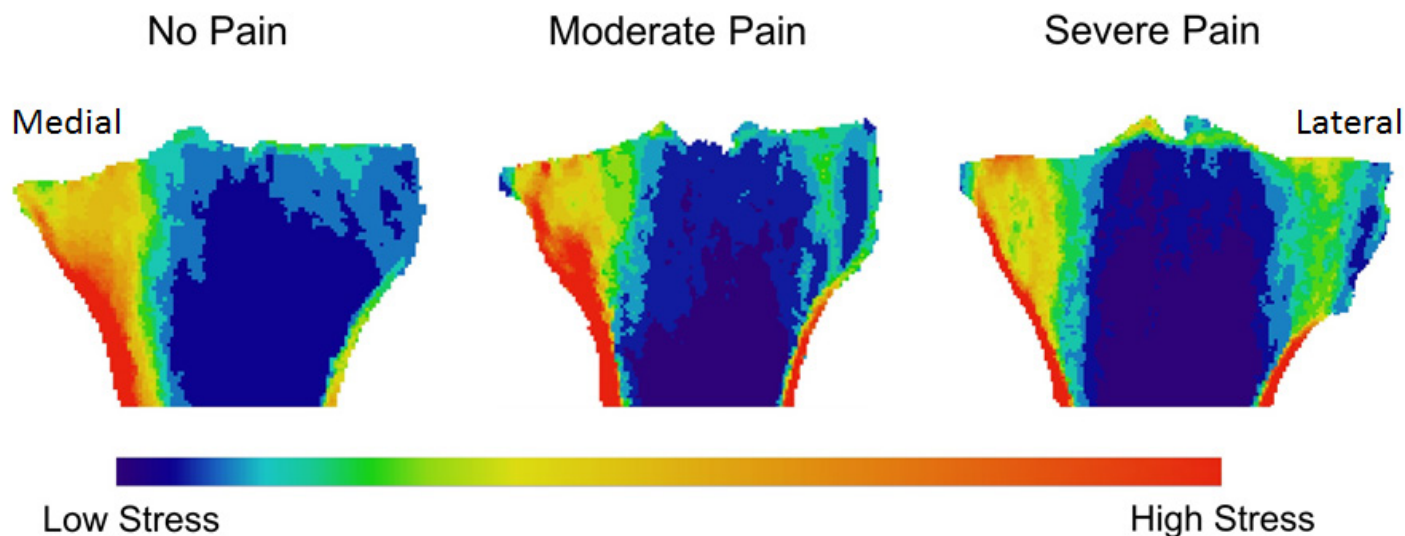 No Pain
Moderate Pain
Severe Pain
Medial
Lateral
Low Stress
High Stress